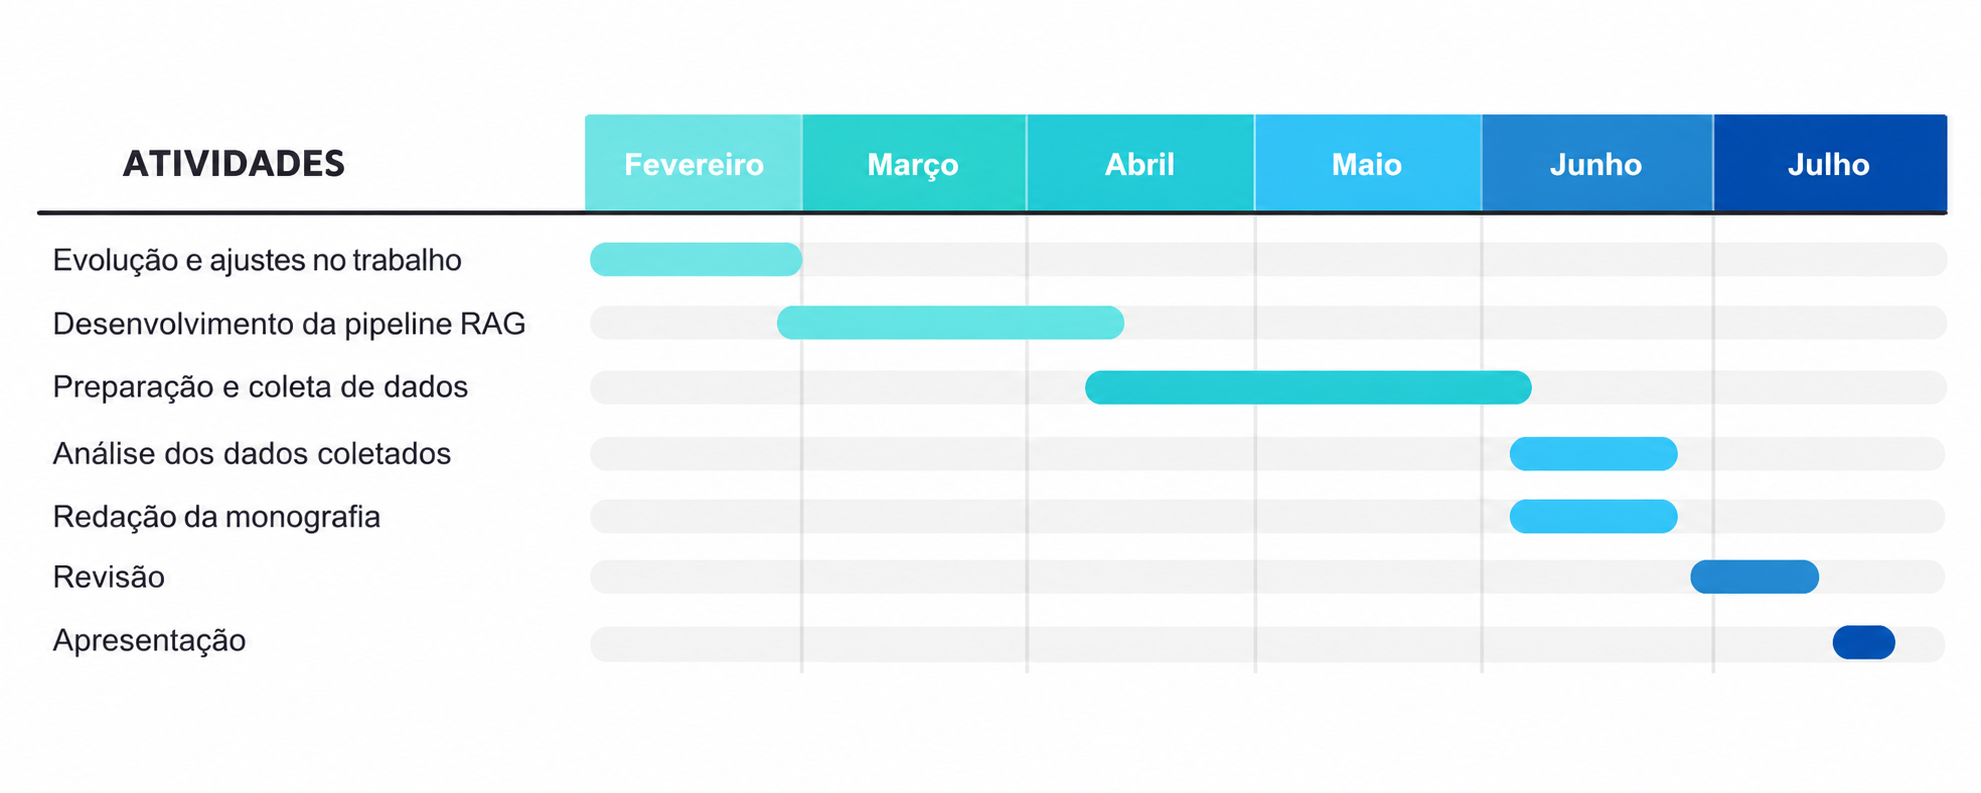 ATIVIDADES
Fevereiro
Março
Abril
Maio
Junho
Julho
Evolução e ajustes no trabalho
Desenvolvimento da pipeline RAG
Preparação e coleta de dados
Análise dos dados coletados
Redação da monografia
Revisão
Apresentação